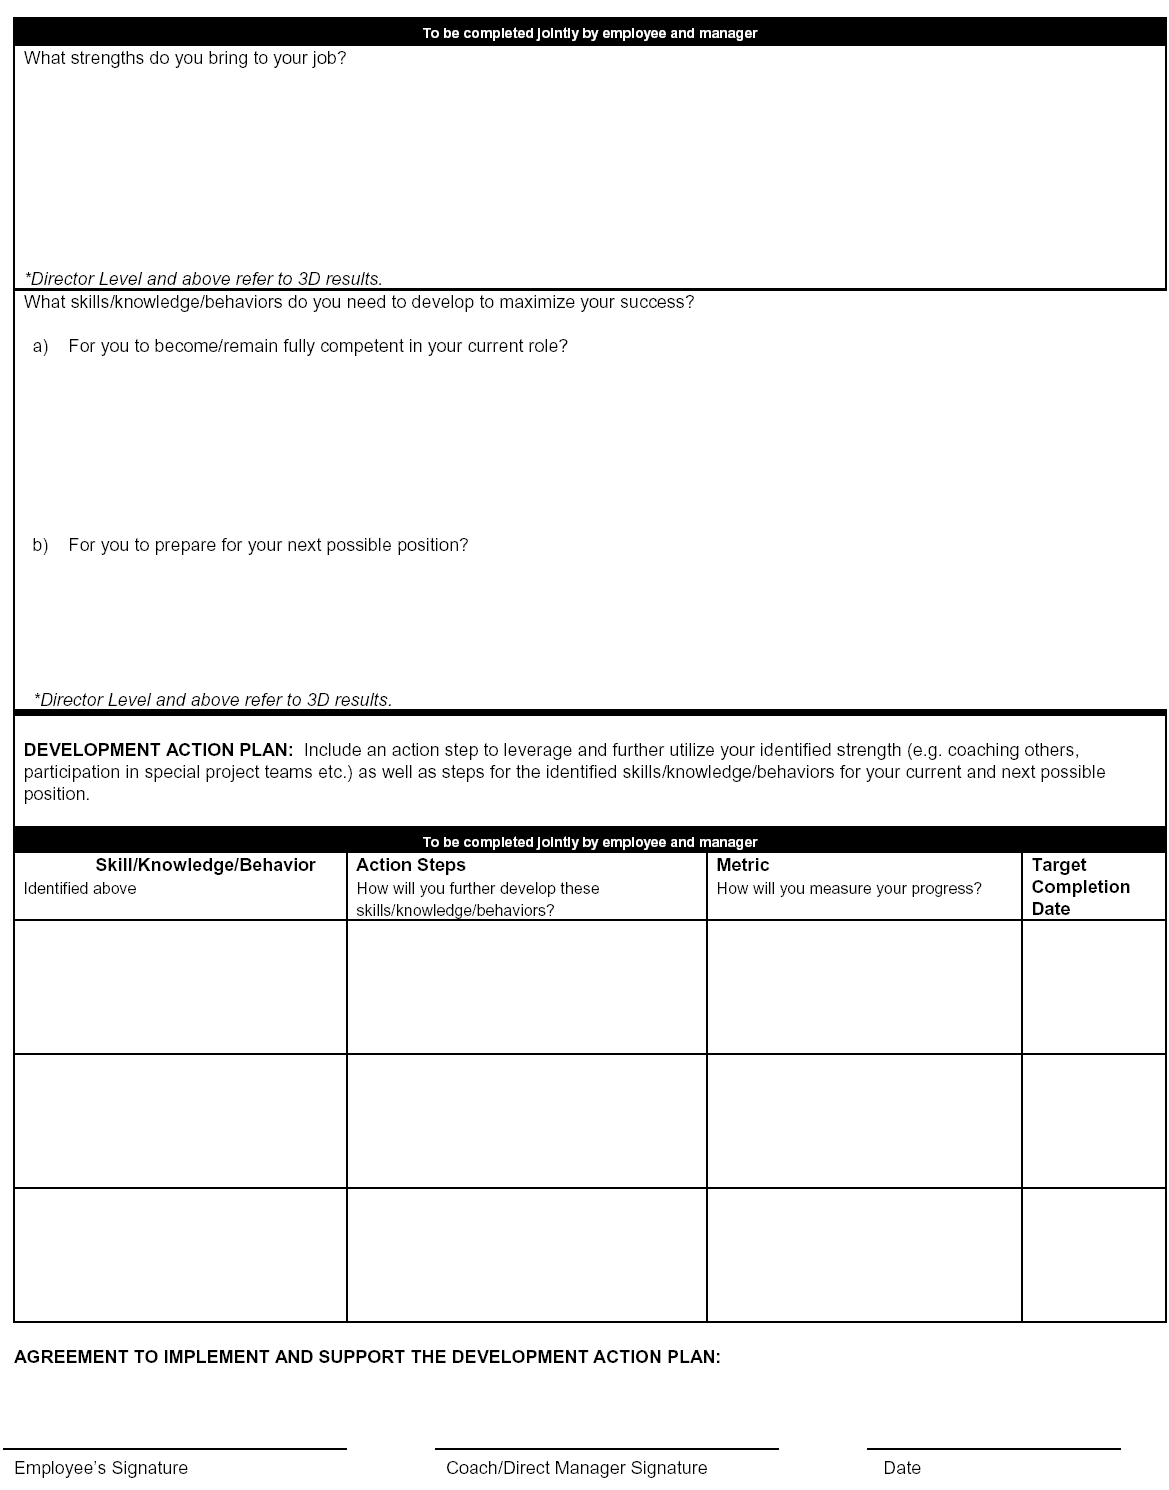 To be completed jointly by employee and manager
What strengths do you bring to your job?
*Director Level and above refer to 3D results.
What skills/knowledge/behaviors do you need to develop to maximize your success?
a) For you to become/remain fully competent in your current role?
b) For you to prepare for your next possible position?
*Director Level and above refer to 3D results.
DEVELOPMENT ACTION PLAN: Include an action step to leverage and further utilize your identified strength (e.g. coaching others,
participation in special project teams etc.) as well as steps for the identified skills/knowledge/behaviors for your current and next possible
position.
To be completed jointly by employee and manager
Skill/Knowledge/Behavior
Identified above
Action Steps
How will you further develop these
skills/knowledge/behaviors?
Metric
How will you measure your progress?
Target
Completion
Date
AGREEMENT TO IMPLEMENT AND SUPPORT THE DEVELOPMENT ACTION PLAN:
Employee’s Signature
Coach/Direct Manager Signature
Date